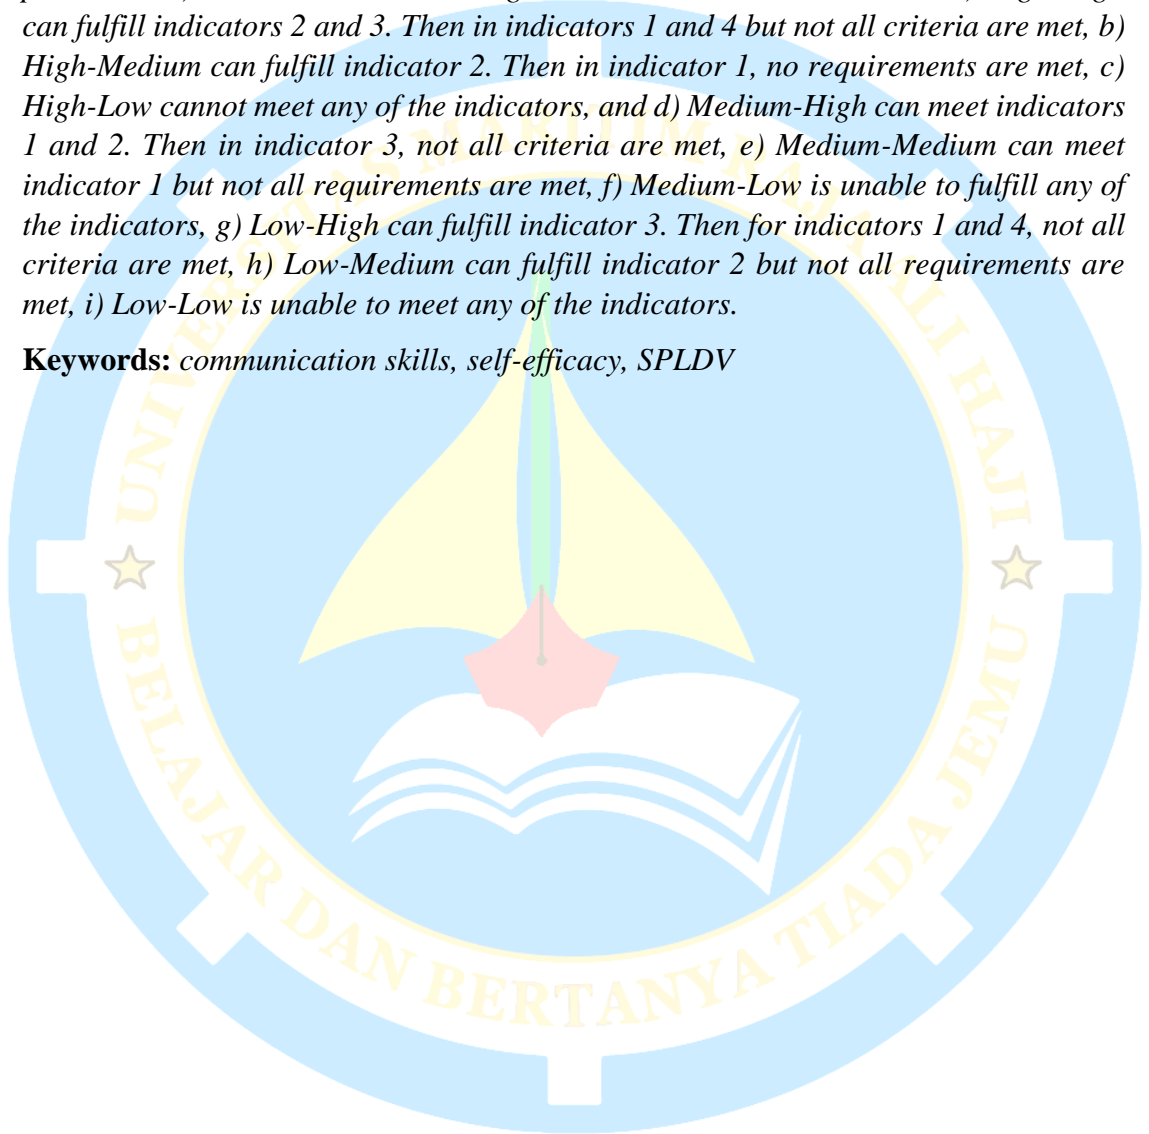 can fulfill indicators 2 and 3. Then in indicators 1 and 4 but not all criteria are met, b)
High-Medium can fulfill indicator 2. Then in indicator 1, no requirements are met, c)
High-Low cannot meet any of the indicators, and d) Medium-High can meet indicators
1 and 2. Then in indicator 3, not all criteria are met, e) Medium-Medium can meet
indicator 1 but not all requirements are met, f) Medium-Low is unable to fulfill any of
the indicators, g) Low-High can fulfill indicator 3. Then for indicators 1 and 4, not all
criteria are met, h) Low-Medium can fulfill indicator 2 but not all requirements are
met, i) Low-Low is unable to meet any of the indicators.
Keywords: communication skills, self-efficacy, SPLDV
UNIVERSITAS MARITIM RAJA ALI HAJI
BELAJAR DAN BERTANYA TIADA JEMU